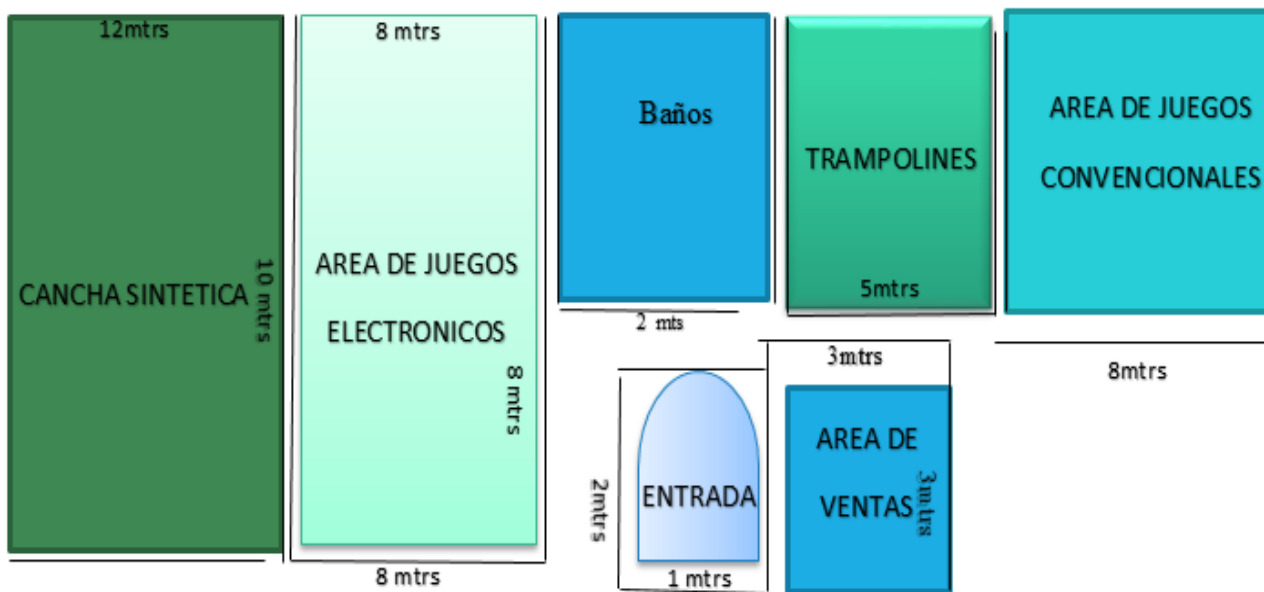 12mtrs
CANCHA SINTETICA
10 mtrs
8 mtrs
AREA DE JUEGOS
ELECTRONICOS
8 mtrs
8 mtrs
Baños
2 mts
TRAMPOLINES
5mtrs
AREA DE JUEGOS
CONVENCIONALES
8mtrs
2mtrs
ENTRADA
1 mtrs
3mtrs
AREA DE
VENTAS
3mtrs